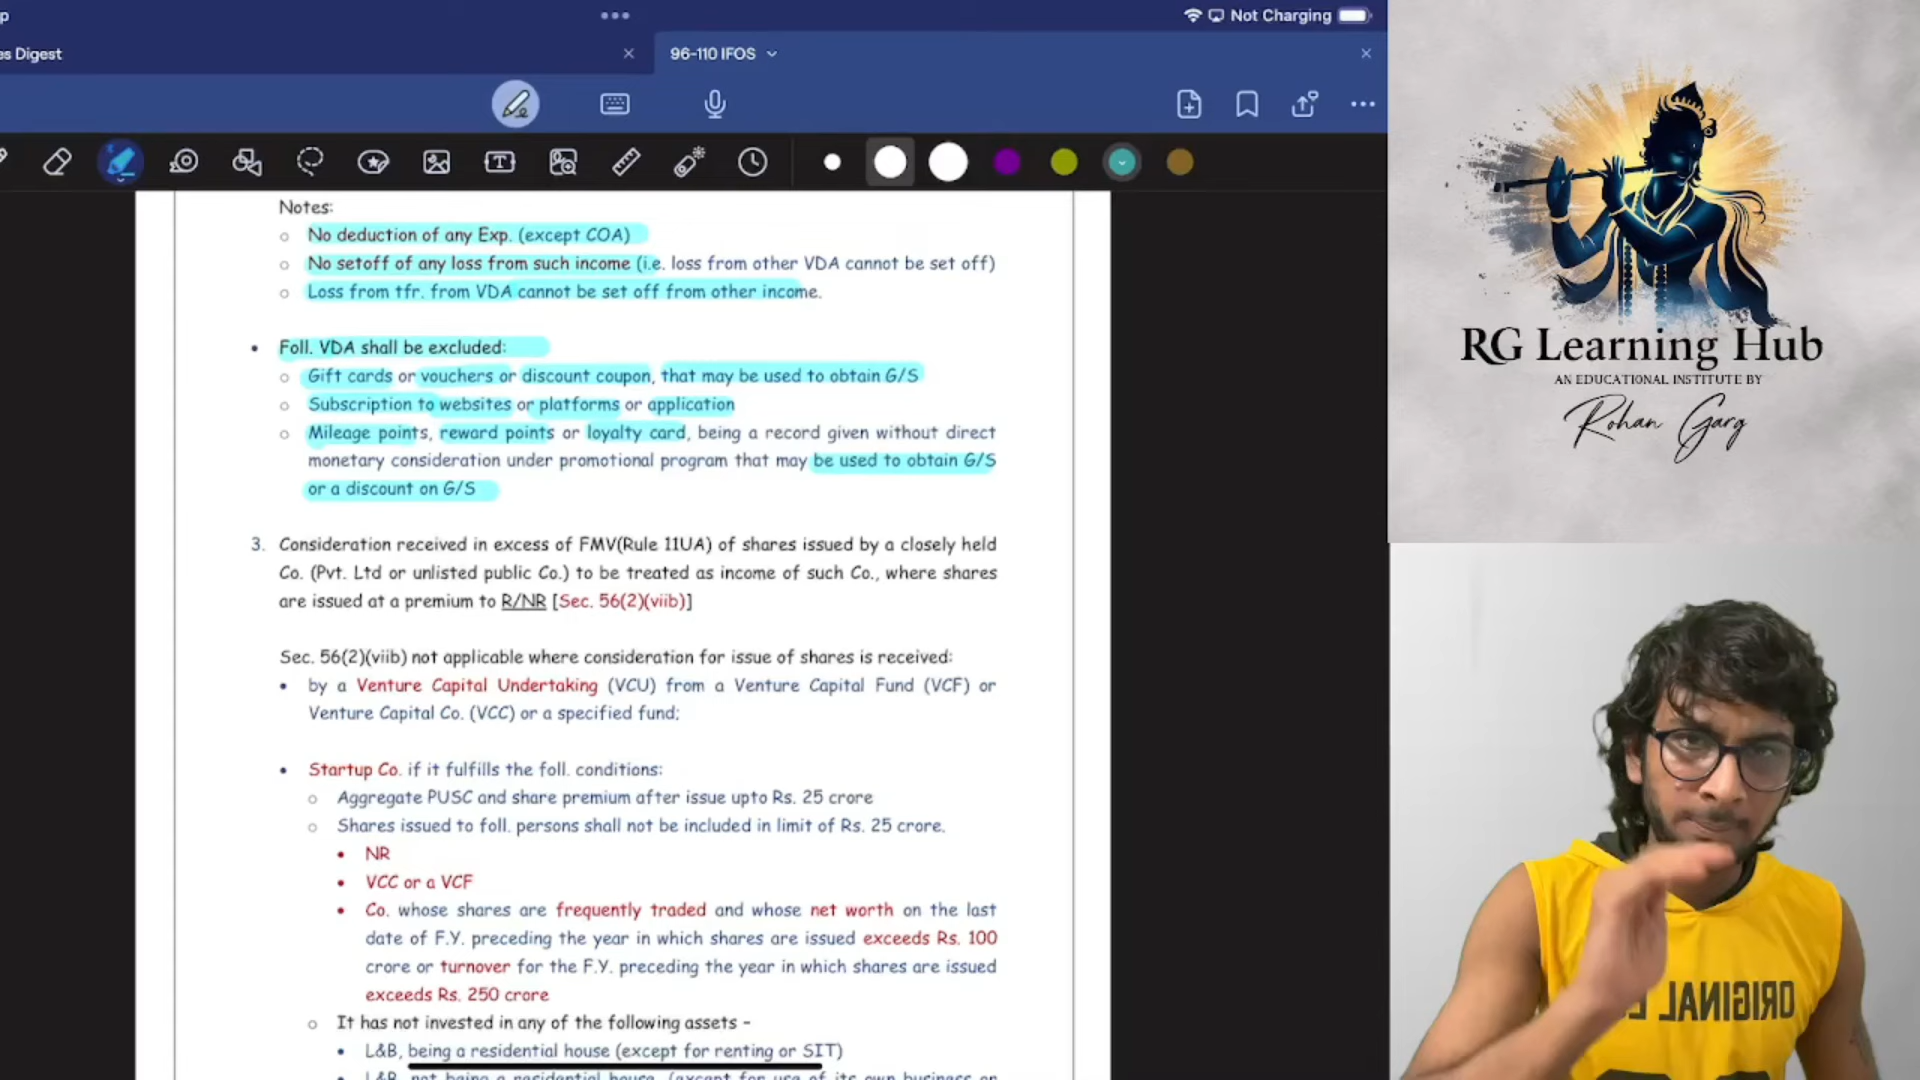 p
Not Charging
es Digest
96-110 IFOS
Notes:
No deduction of any Exp. (except COA)
No setoff of any loss from such income (i.e. loss from other VDA cannot be set off)
Loss from tfr. from VDA cannot be set off from other income.
Foll. VDA shall be excluded:
Gift cards or vouchers or discount coupon, that may be used to obtain G/S
Subscription to websites or platforms or application
Mileage points, reward points or loyalty card, being a record given without direct
monetary consideration under promotional program that may be used to obtain G/S
or a discount on G/S
3. Consideration received in excess of FMV(Rule 11UA) of shares issued by a closely held
Co. (Pvt. Ltd or unlisted public Co.) to be treated as income of such Co., where shares
are issued at a premium to R/NR [Sec. 56(2)(viib)]
Sec. 56(2)(viib) not applicable where consideration for issue of shares is received:
by a Venture Capital Undertaking (VCU) from a Venture Capital Fund (VCF) or
Venture Capital Co. (VCC) or a specified fund;
Startup Co. if it fulfills the foll. conditions:
Aggregate PUSC and share premium after issue upto Rs. 25 crore
Shares issued to foll. persons shall not be included in limit of Rs. 25 crore.
NR
VCC or a VCF
Co. whose shares are frequently traded and whose net worth on the last
date of F.Y. preceding the year in which shares are issued exceeds Rs. 100
crore or turnover for the F.Y. preceding the year in which shares are issued
exceeds Rs. 250 crore
It has not invested in any of the following assets –
L&B, being a residential house (except for renting or SIT)
L&B, not being a residential house, (except for use of its own business or
RG Learning Hub
AN EDUCATIONAL INSTITUTE BY
Rohan Garg
ORIGINAL